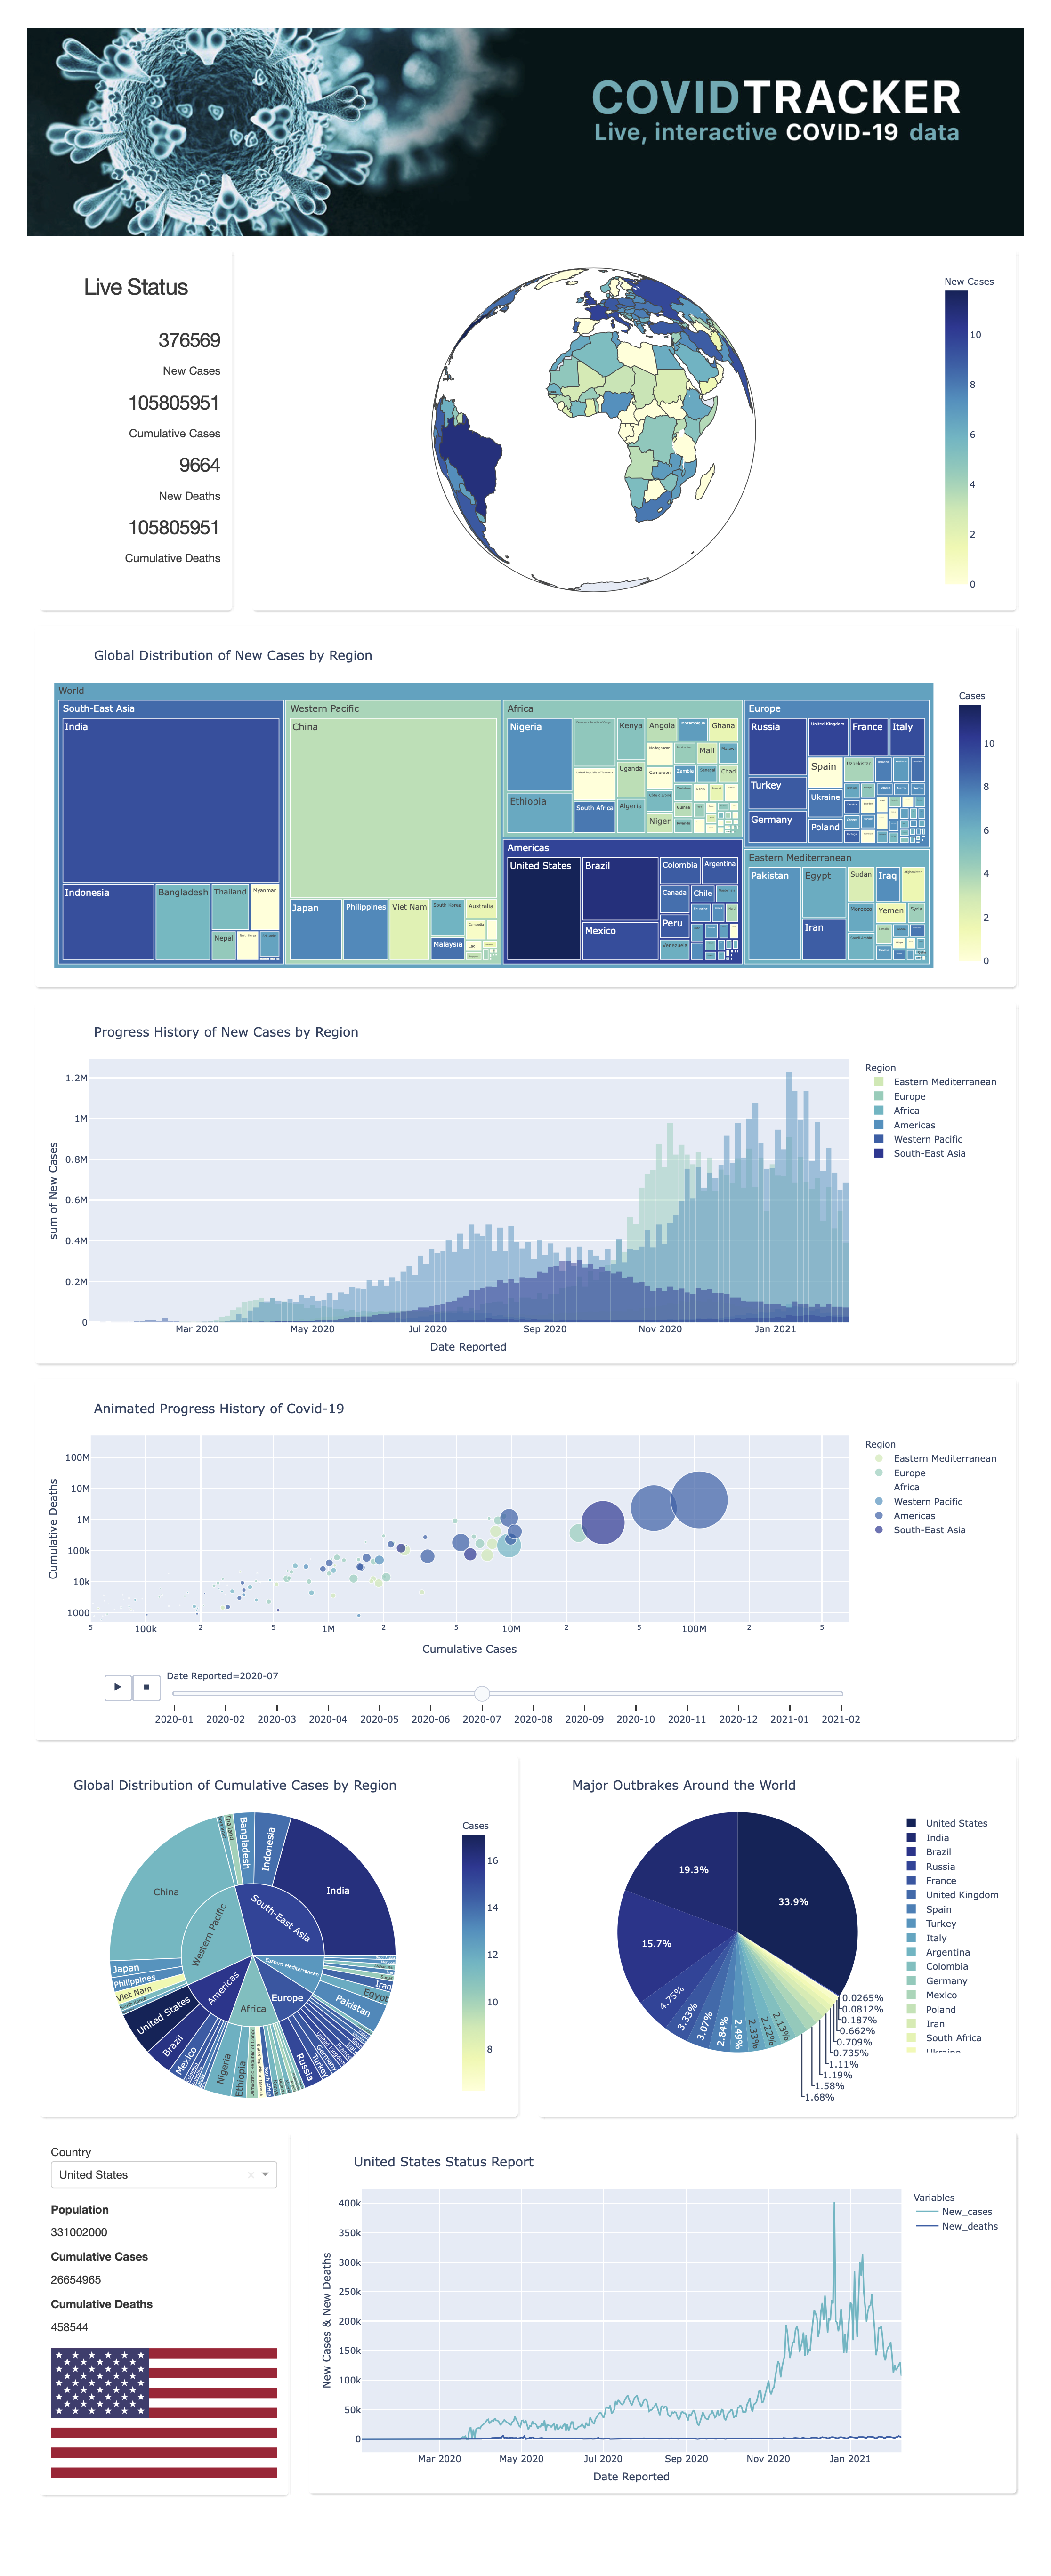 COVIDTRACKER
Live, interactive COVID-19 data
Live Status
376569
New Cases
105805951
Cumulative Cases
9664
New Deaths
105805951
Cumulative Deaths
New Cases
10
8
6
4
2
0
Global Distribution of New Cases by Region
World
South-East Asia
India
Indonesia
Bangladesh
Thailand
Myanmar
Nepal
Western Pacific
China
Japan
Philippines
Viet Nam
South Korea
Malaysia
Australia
Africa
Nigeria
Ethiopia
South Africa
Kenya
Uganda
Algeria
Angola
Cameroon
Niger
Zambia
Mali
Ghana
Chad
Americas
United States
Brazil
Mexico
Colombia
Argentina
Canada
Chile
Peru
Venezuela
Europe
Russia
Turkey
Germany
United Kingdom
France
Italy
Spain
Uzbekistan
Ukraine
Poland
Eastern Mediterranean
Pakistan
Egypt
Iran
Sudan
Iraq
Morocco
Yemen
Syria
Cases
10
8
6
4
2
0
Progress History of New Cases by Region
sum of New Cases
1.2M
1M
0.8M
0.6M
0.4M
0.2M
0
Mar 2020 May 2020 Jul 2020 Sep 2020 Nov 2020 Jan 2021
Date Reported
Region
Eastern Mediterranean
Europe
Africa
Americas
Western Pacific
South-East Asia
Animated Progress History of Covid-19
Cumulative Deaths
100M
10M
1M
100k
10k
1000
5 100k 2 5 1M 2 5 10M 2 5 100M 2 5
Cumulative Cases
Region
Eastern Mediterranean
Europe
Africa
Western Pacific
Americas
South-East Asia
Date Reported=2020-07
2020-01 2020-02 2020-03 2020-04 2020-05 2020-06 2020-07 2020-08 2020-09 2020-10 2020-11 2020-12 2021-01 2021-02
Global Distribution of Cumulative Cases by Region
China
Japan
Philippines
Viet Nam
United States
Brazil
Mexico
Nigeria
Ethiopia
Russia
Turkey
Germany
Pakistan
Egypt
Iran
India
Indonesia
Bangladesh
Thailand
Western Pacific
South-East Asia
Eastern Mediterranean
Europe
Africa
Americas
Cases
16
14
12
10
8
Major Outbrakes Around the World
33.9%
19.3%
15.7%
4.75%
3.33%
3.07%
2.84%
2.49%
2.33%
2.22%
2.13%
0.0265%
0.0812%
0.187%
0.662%
0.709%
0.735%
1.11%
1.19%
1.58%
1.68%
United States
India
Brazil
Russia
France
United Kingdom
Spain
Turkey
Italy
Argentina
Colombia
Germany
Mexico
Poland
Iran
South Africa
Ukraine
Country
United States
Population
331002000
Cumulative Cases
26654965
Cumulative Deaths
458544
United States Status Report
New Cases & New Deaths
400k
350k
300k
250k
200k
150k
100k
50k
0
Mar 2020 May 2020 Jul 2020 Sep 2020 Nov 2020 Jan 2021
Date Reported
Variables
New_cases
New_deaths